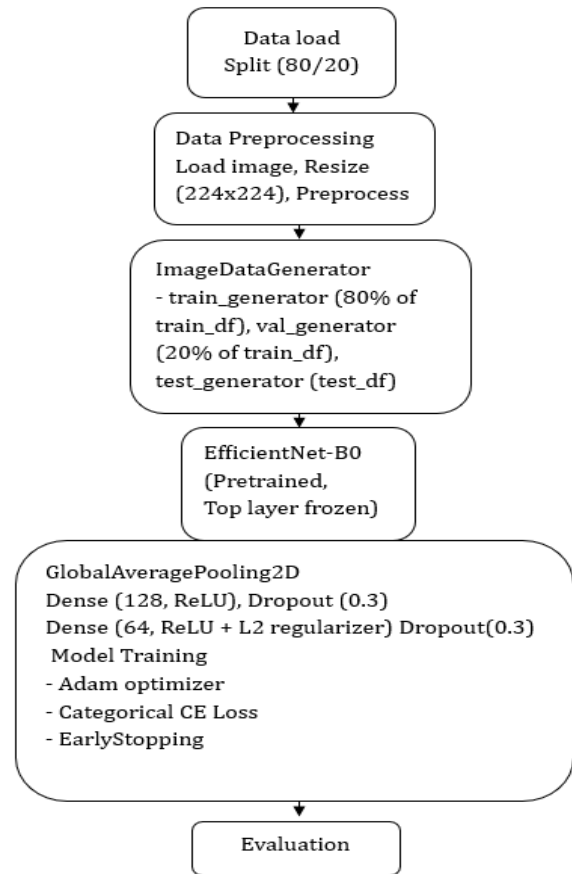 Data load
Split (80/20)
Data Preprocessing
Load image, Resize
(224x224), Preprocess
ImageDataGenerator
- train_generator (80% of
train_df), val_generator
(20% of train_df),
test_generator (test_df)
EfficientNet-B0
(Pretrained,
Top layer frozen)
GlobalAveragePooling2D
Dense (128, ReLU), Dropout (0.3)
Dense (64, ReLU + L2 regularizer) Dropout(0.3)
Model Training
- Adam optimizer
- Categorical CE Loss
- EarlyStopping
Evaluation